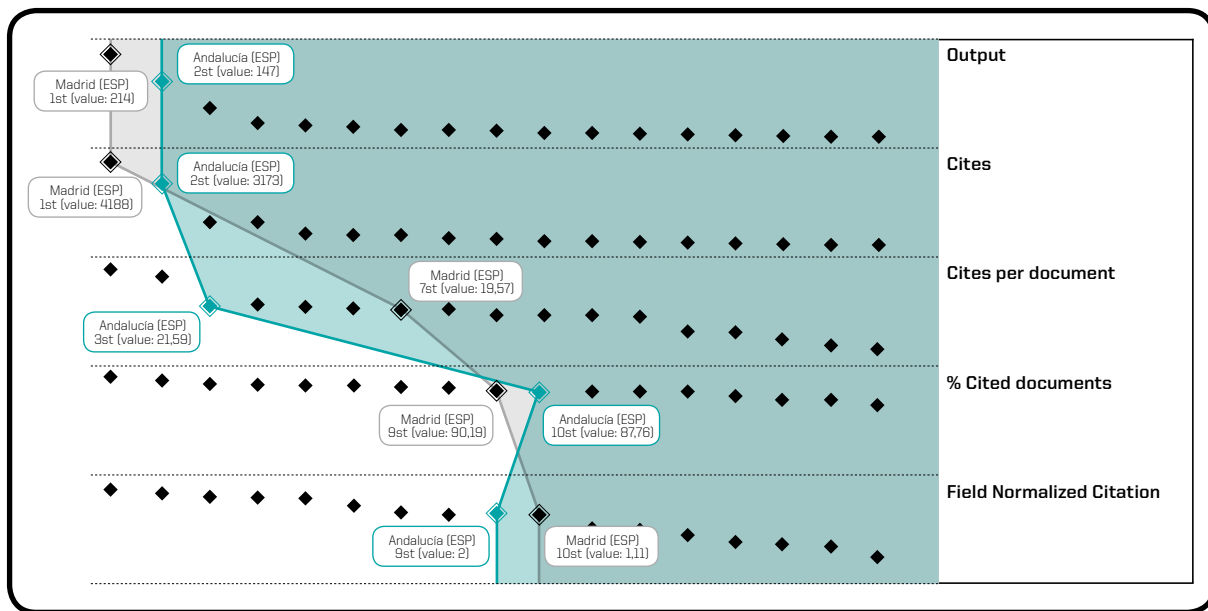 Output
Andalucía (ESP)
2st (value: 147)
Madrid (ESP)
1st (value: 214)
Cites
Andalucía (ESP)
2st (value: 3173)
Madrid (ESP)
1st (value: 4188)
Cites per document
Madrid (ESP)
7st (value: 19,57)
Andalucía (ESP)
3st (value: 21,59)
% Cited documents
Madrid (ESP)
9st (value: 90,19)
Andalucía (ESP)
10st (value: 87,76)
Field Normalized Citation
Andalucía (ESP)
9st (value: 2)
Madrid (ESP)
10st (value: 1,11)